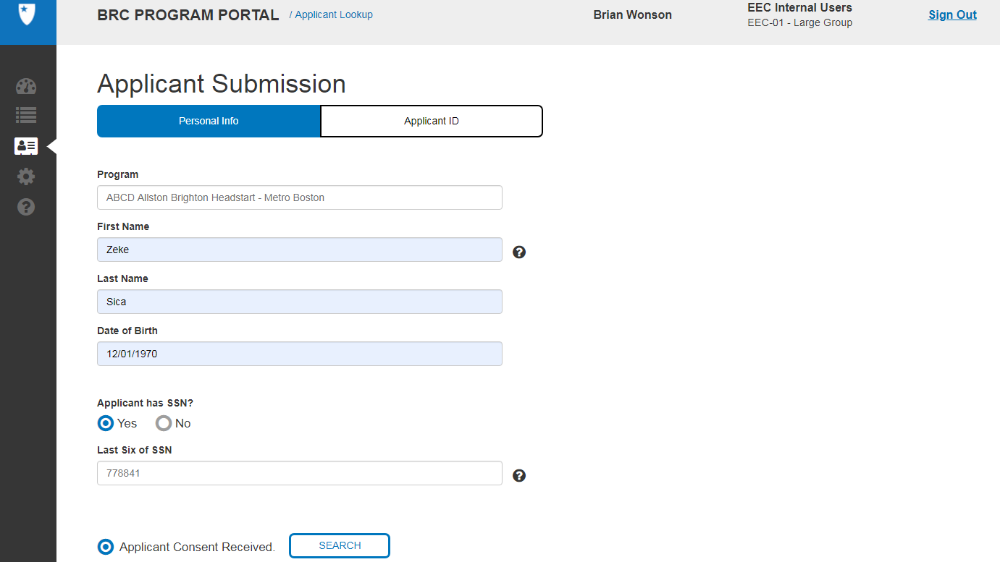 BRC PROGRAM PORTAL / Applicant Lookup
Brian Wonson
EEC Internal Users
EEC-01 - Large Group
Sign Out
Applicant Submission
Personal Info
Applicant ID
Program
ABCD Allston Brighton Headstart - Metro Boston
First Name
Zeke
Last Name
Sica
Date of Birth
12/01/1970
Applicant has SSN?
Yes No
Last Six of SSN
778841
Applicant Consent Received.
SEARCH